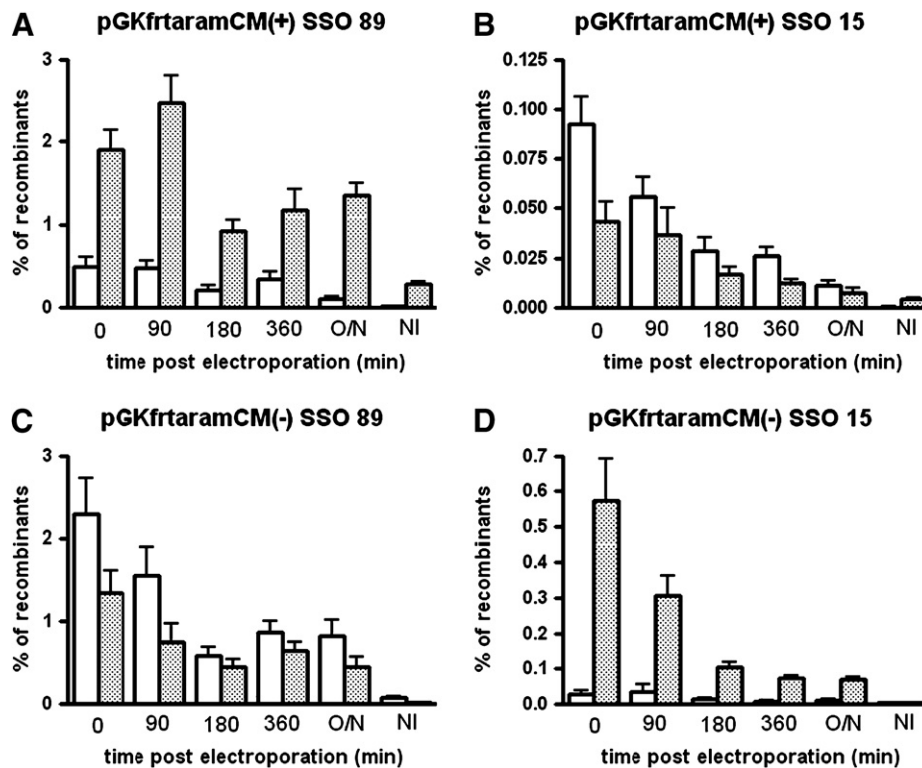 A
pGKfrtaramCM(+) SSO 89
% of recombinants
3
2
1
0
0 90 180 360 O/N NI
time post electroporation (min)
B
pGKfrtaramCM(+) SSO 15
% of recombinants
0.125
0.100
0.075
0.050
0.025
0.000
0 90 180 360 O/N NI
time post electroporation (min)
C
pGKfrtaramCM(-) SSO 89
% of recombinants
3
2
1
0
0 90 180 360 O/N NI
time post electroporation (min)
D
pGKfrtaramCM(-) SSO 15
% of recombinants
0.7
0.6
0.5
0.4
0.3
0.2
0.1
0.0
0 90 180 360 O/N NI
time post electroporation (min)